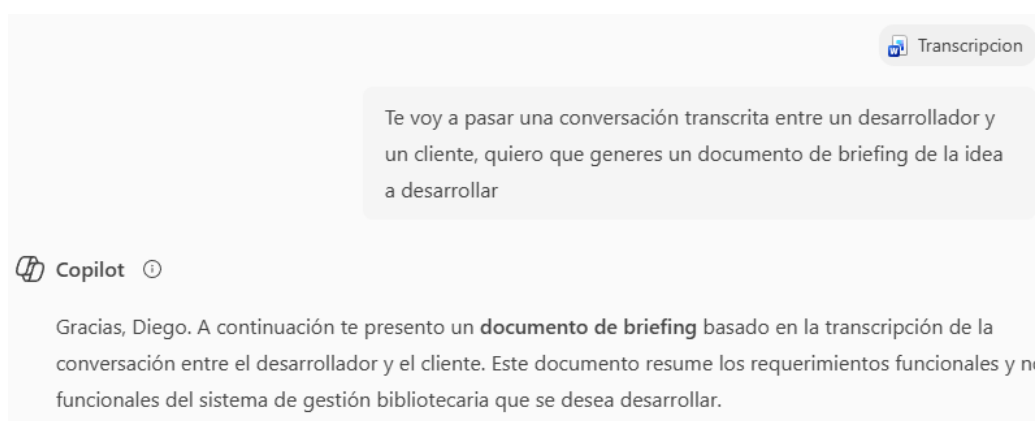 Transcripcion
Te voy a pasar una conversación transcrita entre un desarrollador y
un cliente, quiero que generes un documento de briefing de la idea
a desarrollar
Copilot
Gracias, Diego. A continuación te presento un documento de briefing basado en la transcripción de la
conversación entre el desarrollador y el cliente. Este documento resume los requerimientos funcionales y
funcionales del sistema de gestión bibliotecaria que se desea desarrollar.